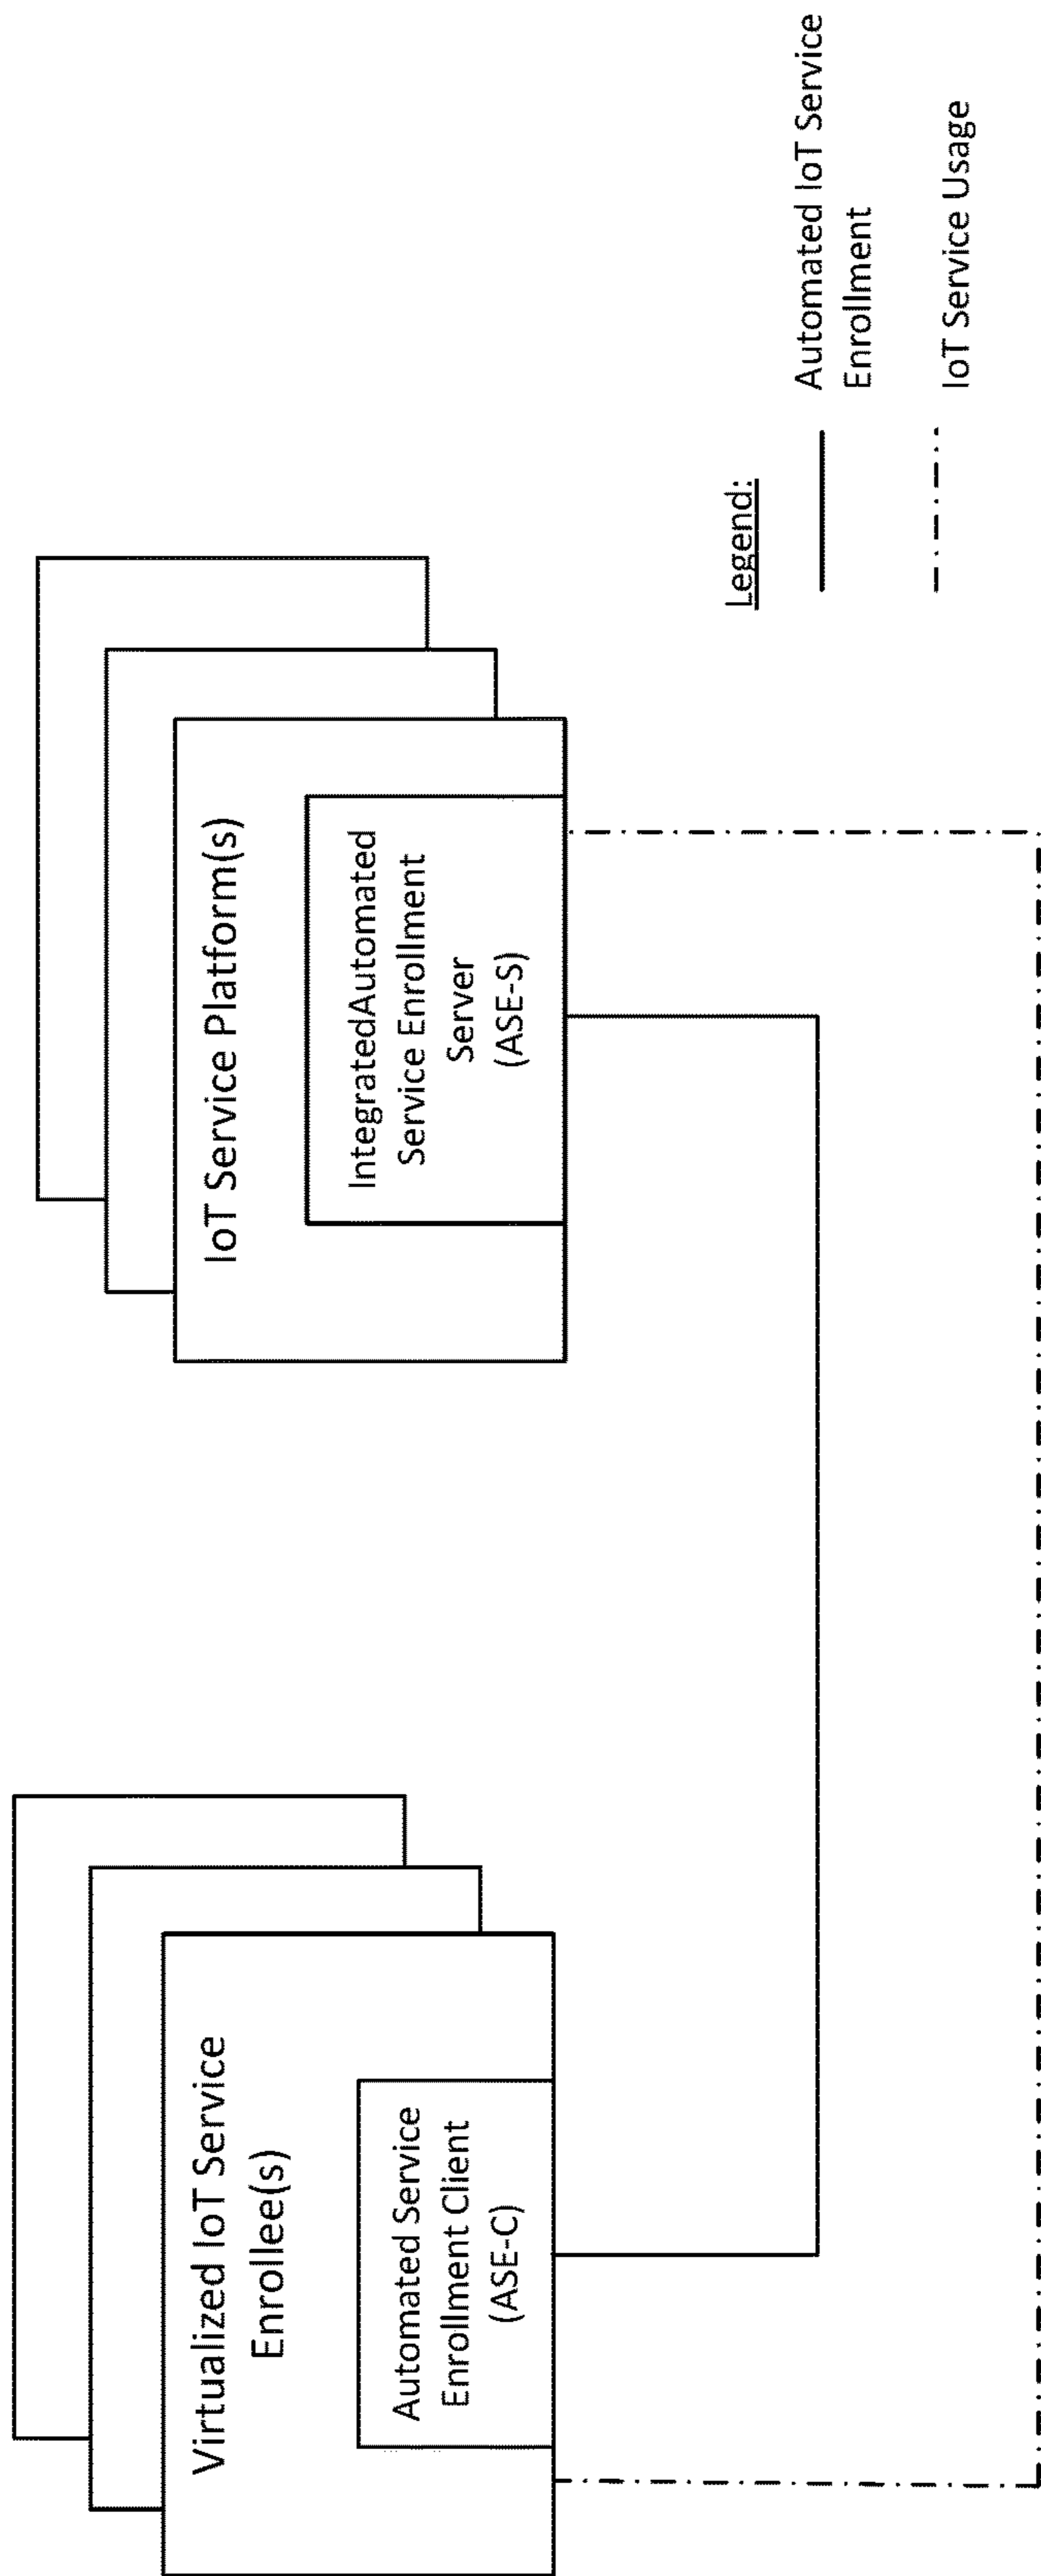 Virtualized IoT Service
Enrollee(s)
Automated Service
Enrollment Client
(ASE-C)
IoT Service Platform(s)
IntegratedAutomated
Service Enrollment
Server
(ASE-S)
Legend:
Automated IoT Service
Enrollment
IoT Service Usage